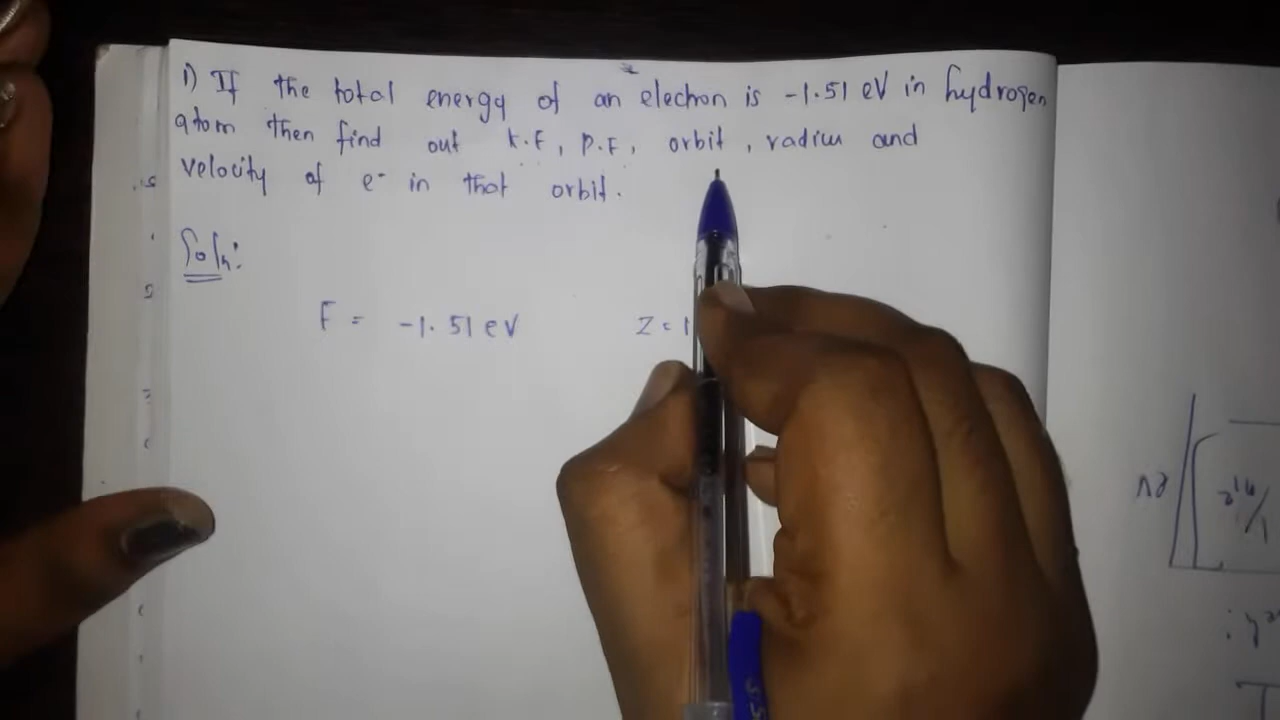 1) If the total energy of an electron is -1.51 eV in hydrogen
atom then find out K.E, P.E, orbit, radius and
velocity of e- in that orbit.
Soln:
E = -1.51 eV Z = 1